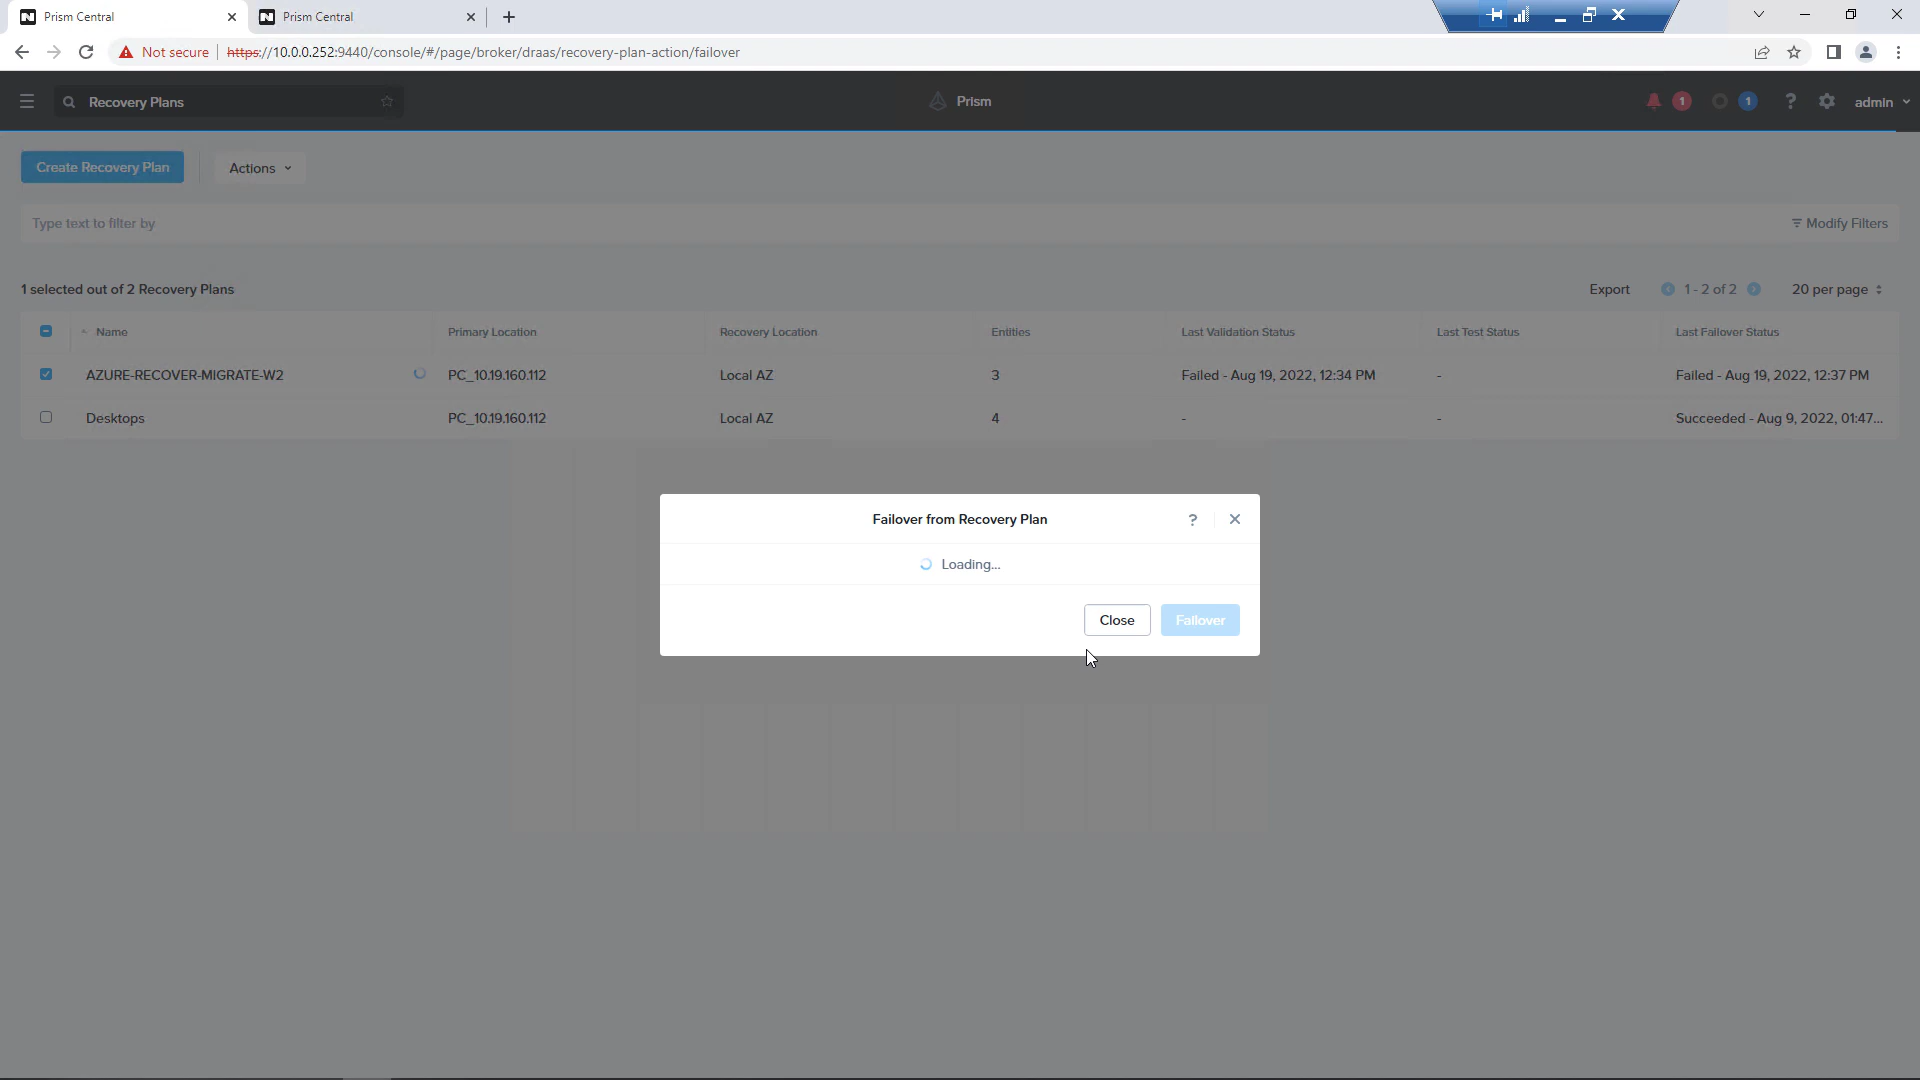 Prism Central
Prism Central
Not secure https://10.0.0.252:9440/console/#/page/broker/draas/recovery-plan-action/failover
Recovery Plans
Prism
1
1
?
admin
Create Recovery Plan
Actions
Type text to filter by
Modify Filters
1 selected out of 2 Recovery Plans
Export
1 - 2 of 2
20 per page
Name Primary Location Recovery Location Entities Last Validation Status Last Test Status Last Failover Status
AZURE-RECOVER-MIGRATE-W2 PC_10.19.160.112 Local AZ 3 Failed - Aug 19, 2022, 12:34 PM - Failed - Aug 19, 2022, 12:37 PM
Desktops PC_10.19.160.112 Local AZ 4 - - Succeeded - Aug 9, 2022, 01:47...
Failover from Recovery Plan
?
Loading...
Close
Failover